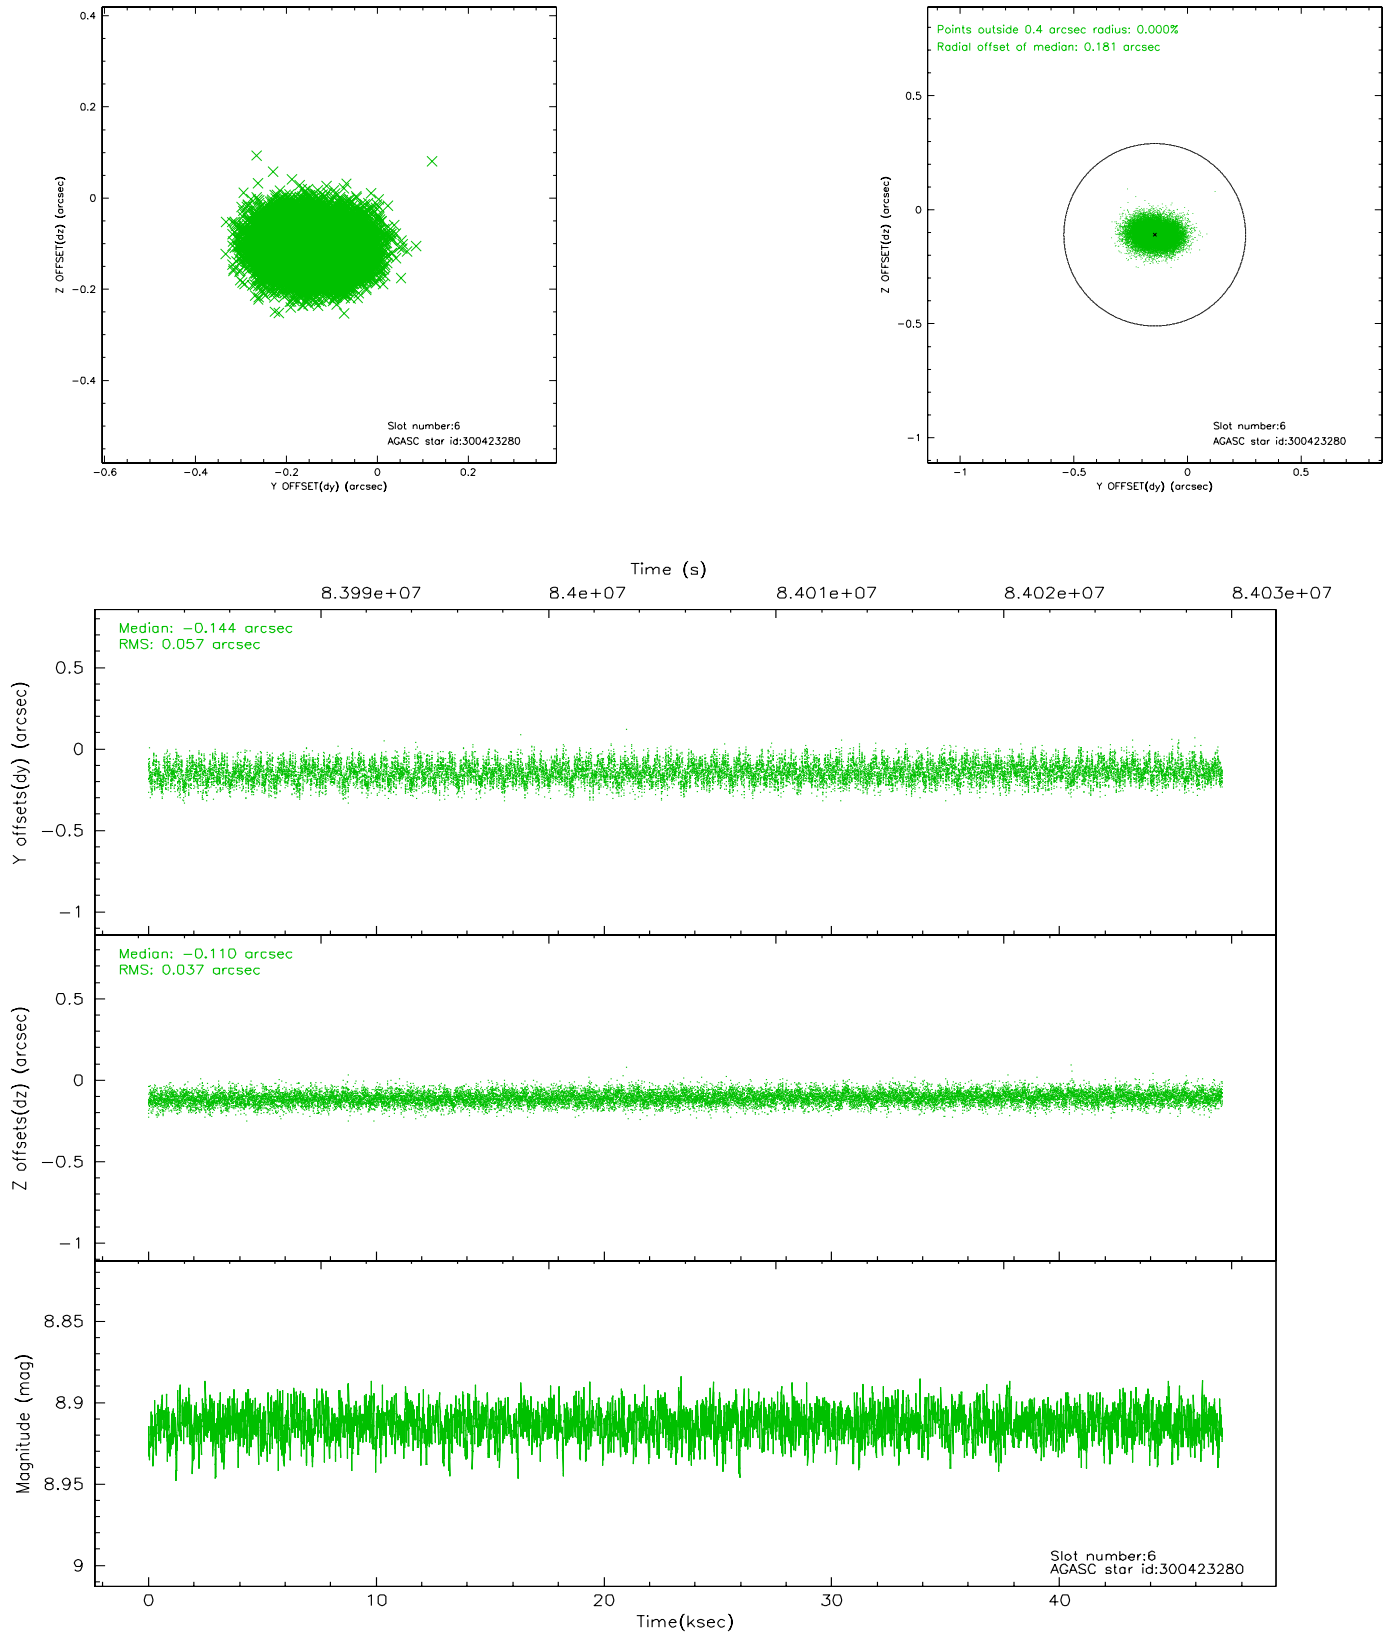 0.4
0.2
0
−0.2
−0.4
Z OFFSET(dz) (arcsec)
Slot number:6
AGASC star id:300423280
−0.6 −0.4 −0.2 0 0.2
Y OFFSET(dy) (arcsec)
Points outside 0.4 arcsec radius: 0.000%
Radial offset of median: 0.181 arcsec
0.5
0
−0.5
−1
Z OFFSET(dz) (arcsec)
Slot number:6
AGASC star id:300423280
−1 −0.5 0 0.5
Y OFFSET(dy) (arcsec)
Time (s)
8.399e+07 8.4e+07 8.401e+07 8.402e+07 8.403e+07
Median: −0.144 arcsec
RMS: 0.057 arcsec
0.5
0
−0.5
−1
Y offsets(dy) (arcsec)
Median: −0.110 arcsec
RMS: 0.037 arcsec
0.5
0
−0.5
−1
Z offsets(dz) (arcsec)
8.85
8.9
8.95
9
Magnitude (mag)
Slot number:6
AGASC star id:300423280
0 10 20 30 40
Time(ksec)